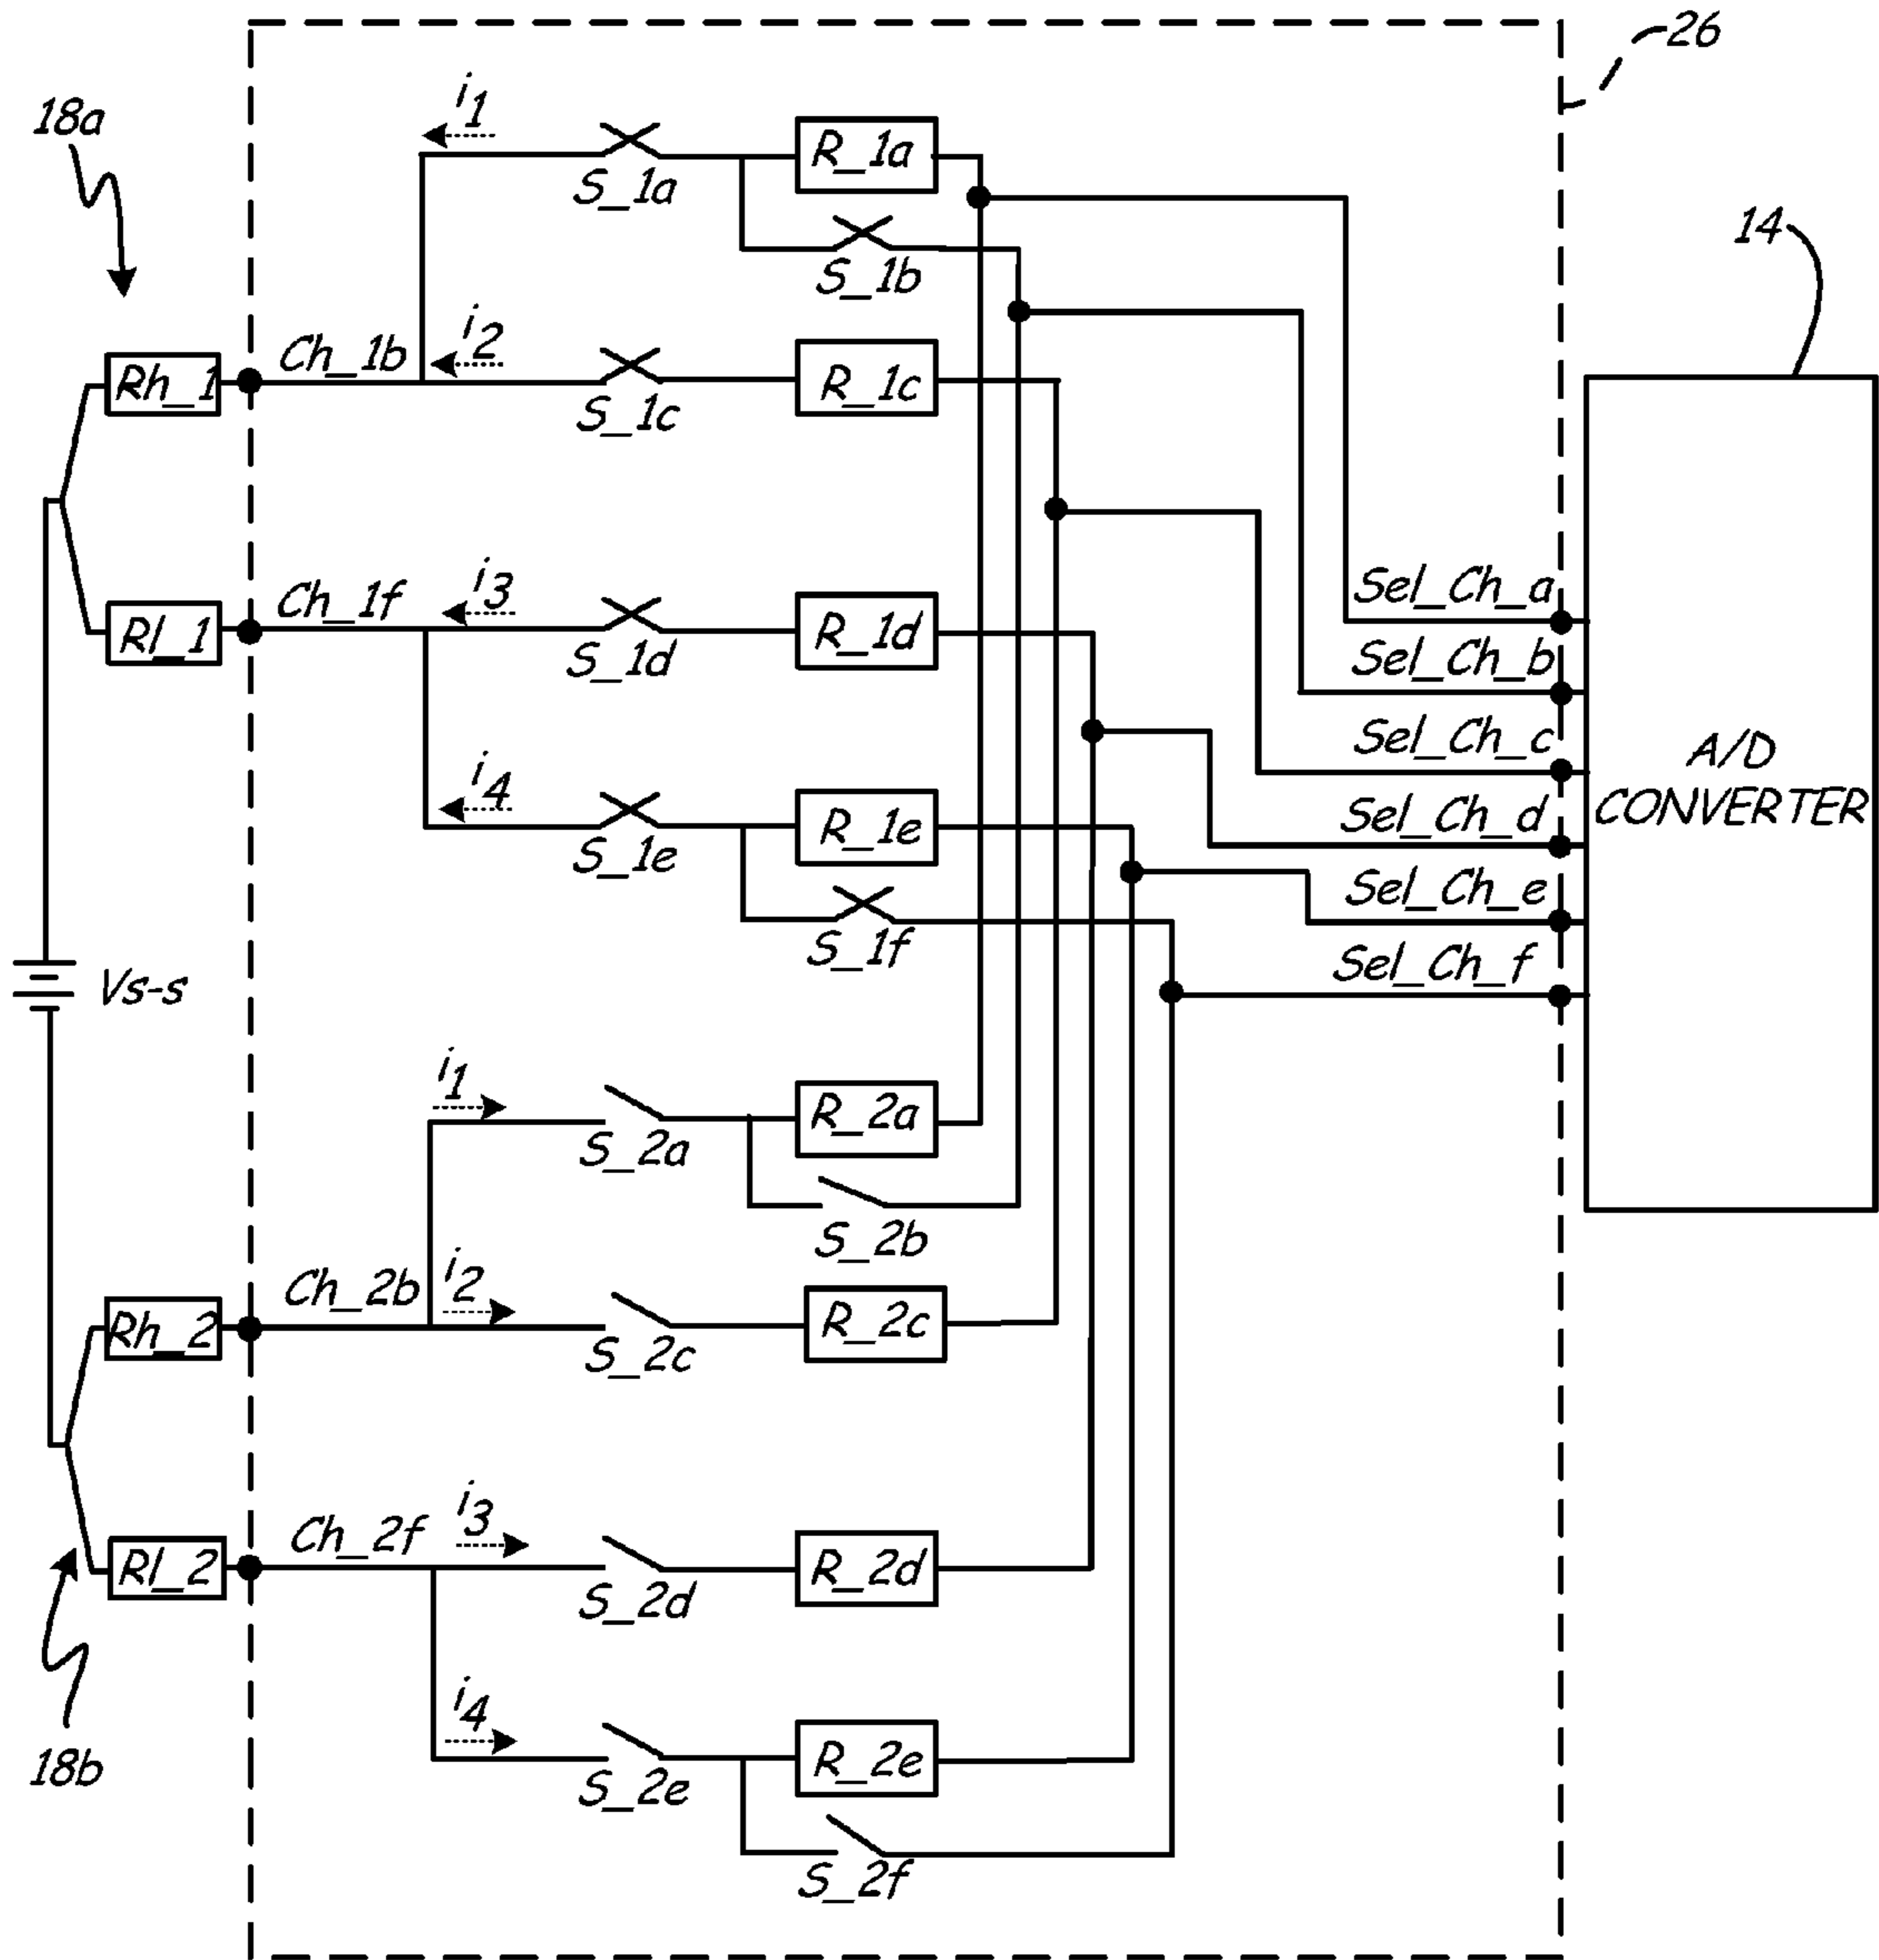 26
18a
i1
R_1a
S_1a
14
S_1b
i2
Ch_1b
Rh_1
R_1c
S_1c
Ch_1f
i3
Sel_Ch_a
Rl_1
R_1d
S_1d
Sel_Ch_b
Sel_Ch_c
A/D
CONVERTER
i4
Sel_Ch_d
R_1e
S_1e
Sel_Ch_e
S_1f
Sel_Ch_f
Vs-s
i1
R_2a
S_2a
S_2b
Ch_2b
i2
Rh_2
R_2c
S_2c
Ch_2f
i3
Rl_2
R_2d
S_2d
i4
18b
R_2e
S_2e
S_2f